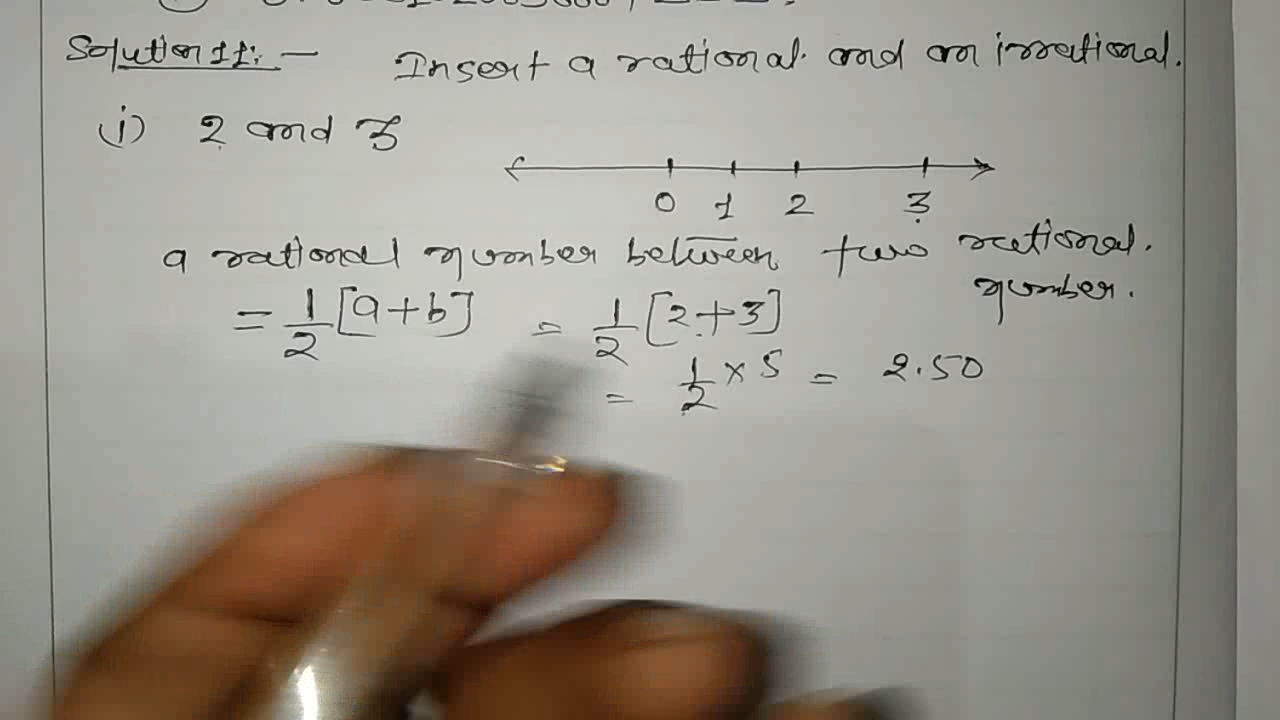 Solution 11:— Insert a rational and an irrational.
(i) 2 and 3
0 1 2 3
a rational number between two rational number.
= 1/2 [a+b] = 1/2 [2+3]
= 1/2 × 5 = 2.50